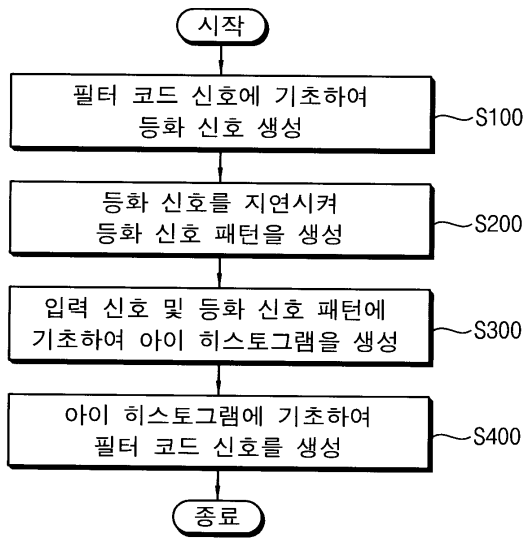 시작
필터 코드 신호에 기초하여
등화 신호 생성
S100
등화 신호를 지연시켜
등화 신호 패턴을 생성
S200
입력 신호 및 등화 신호 패턴에
기초하여 아이 히스토그램을 생성
S300
아이 히스토그램에 기초하여
필터 코드 신호를 생성
S400
종료